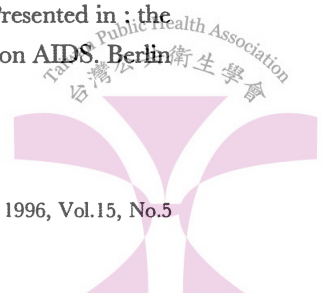 Presented in : the
on AIDS. Berlin
Taiwan Public Health Association
台灣公共衛生學會
1996, Vol.15, No.5